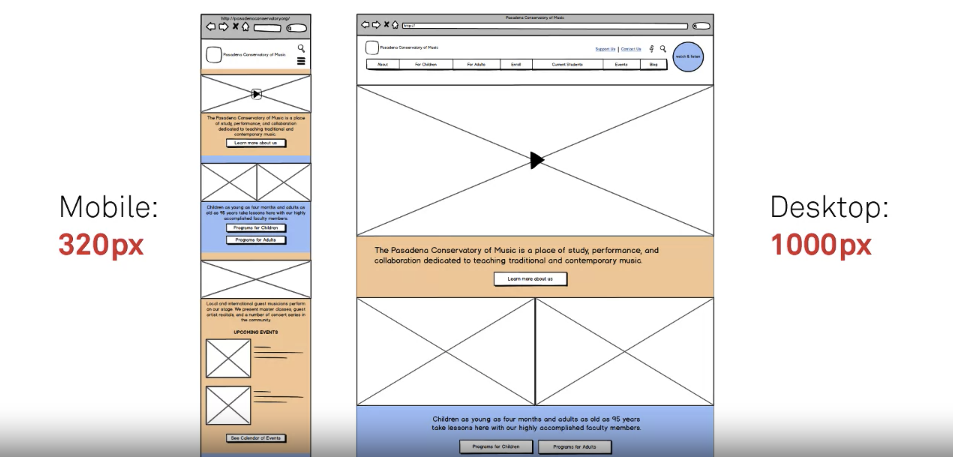 Mobile:
320px
http://pasadenaconservatory.org/
Pasadena Conservatory of Music
The Pasadena Conservatory of Music is a place
of study, performance, and collaboration
dedicated to teaching traditional and
contemporary music.
Learn more about us
Children as young as four months and adults as
old as 95 years take lessons here with our highly
accomplished faculty members.
Programs for Children
Programs for Adults
Local and international guest musicians perform
on our stage. We present master classes, guest
artist recitals, and a number of concert series in
the community.
UPCOMING EVENTS
See Calendar of Events
Pasadena Conservatory of Music
http://
Pasadena Conservatory of Music
Support Us | Contact Us
watch & listen
About
For Children
For Adults
Enroll
Current Students
Events
Blog
The Pasadena Conservatory of Music is a place of study, performance, and
collaboration dedicated to teaching traditional and contemporary music.
Learn more about us
Children as young as four months and adults as old as 95 years
take lessons here with our highly accomplished faculty members.
Programs for Children
Programs for Adults
Desktop:
1000px